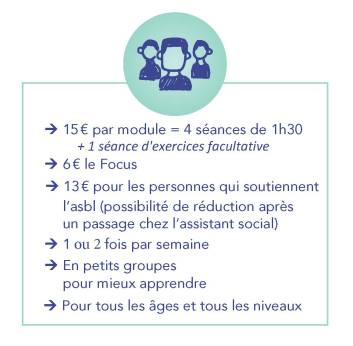 → 15€ par module = 4 séances de 1h30
+ 1 séance d'exercices facultative
→ 6€ le Focus
→ 13€ pour les personnes qui soutiennent
l'asbl (possibilité de réduction après
un passage chez l'assistant social)
→ 1 ou 2 fois par semaine
→ En petits groupes
pour mieux apprendre
→ Pour tous les âges et tous les niveaux